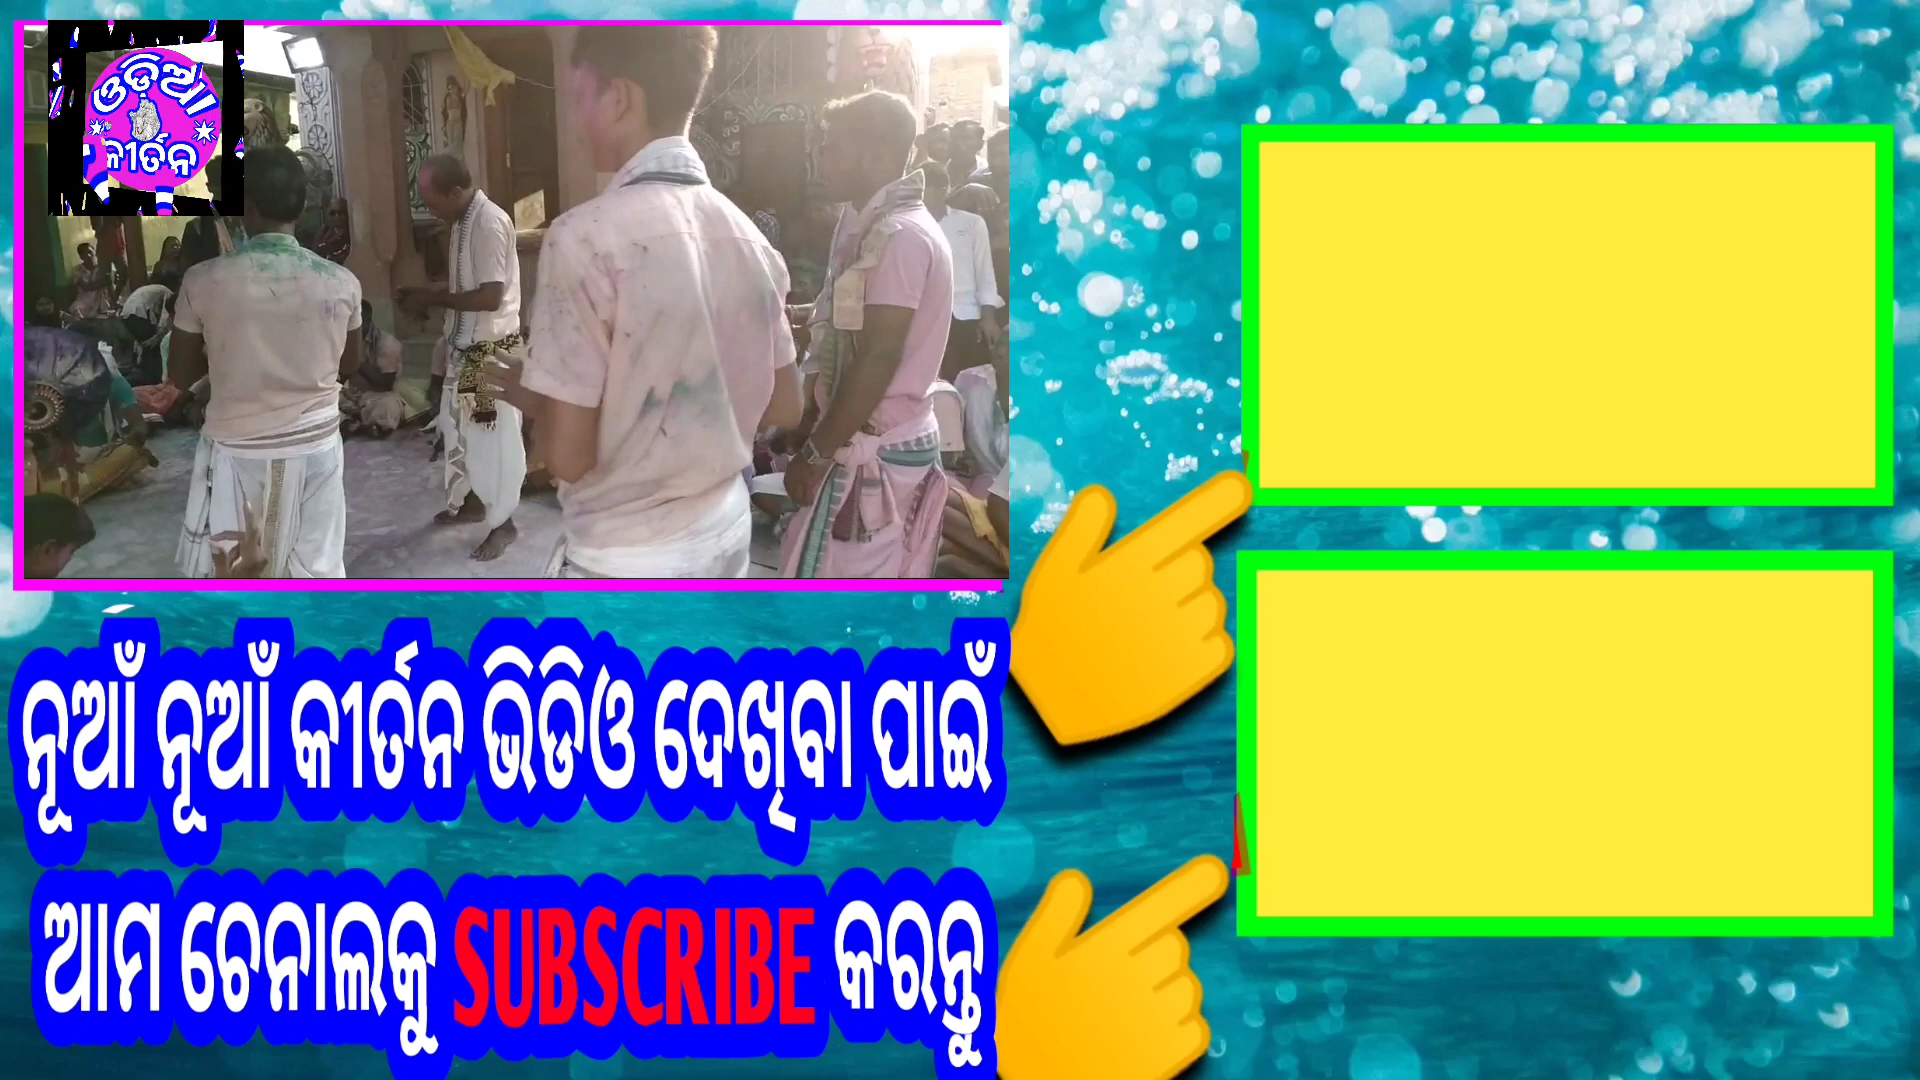 ଓଡ଼ିଆ
କୀର୍ତନ
ନୂଆଁ ନୂଆଁ କୀର୍ତନ ଭିଡିଓ ଦେଖିବା ପାଇଁ
ଆମ ଚେନାଲକୁ SUBSCRIBE କରନ୍ତୁ